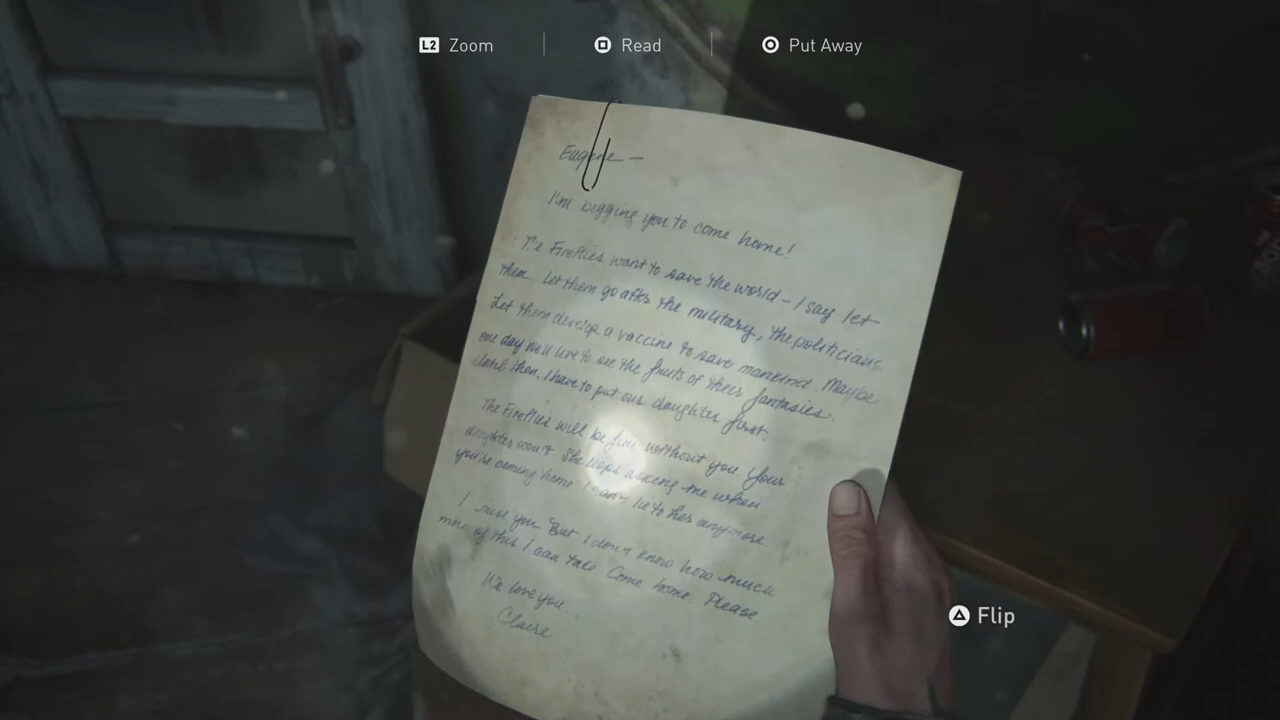 L2 Zoom
Read
Put Away
Eugene —
I'm begging you to come home!
The Fireflies want to save the world – I say let
them. Let them go after the military, the politicians.
Let them develop a vaccine to save mankind. Maybe
one day we'll live to see the fruits of their fantasies.
Until then, I have to put our daughter first.
The Fireflies will be fine without you. Your
daughter won't. She keeps asking me when
you're coming home. I can't lie to her anymore.
I miss you. But I don't know how much
more of this I can take. Come home. Please.
We love you.
Claire
Flip